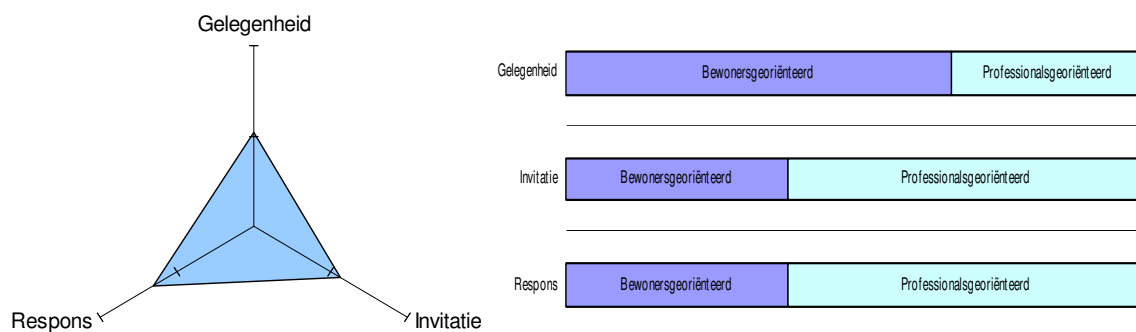 Gelegenheid
Respons
Invitatie
Gelegenheid Bewonersgeoriënteerd Professionalsgeoriënteerd
Invitatie Bewonersgeoriënteerd Professionalsgeoriënteerd
Respons Bewonersgeoriënteerd Professionalsgeoriënteerd